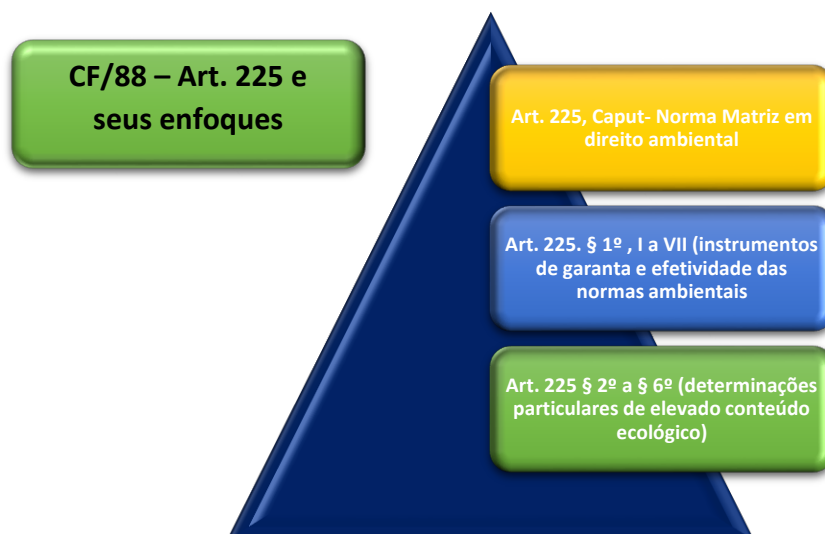 CF/88 – Art. 225 e
seus enfoques
Art. 225, Caput- Norma Matriz em
direito ambiental
Art. 225. § 1º , I a VII (instrumentos
de garanta e efetividade das
normas ambientais
Art. 225 § 2º a § 6º (determinações
particulares de elevado conteúdo
ecológico)